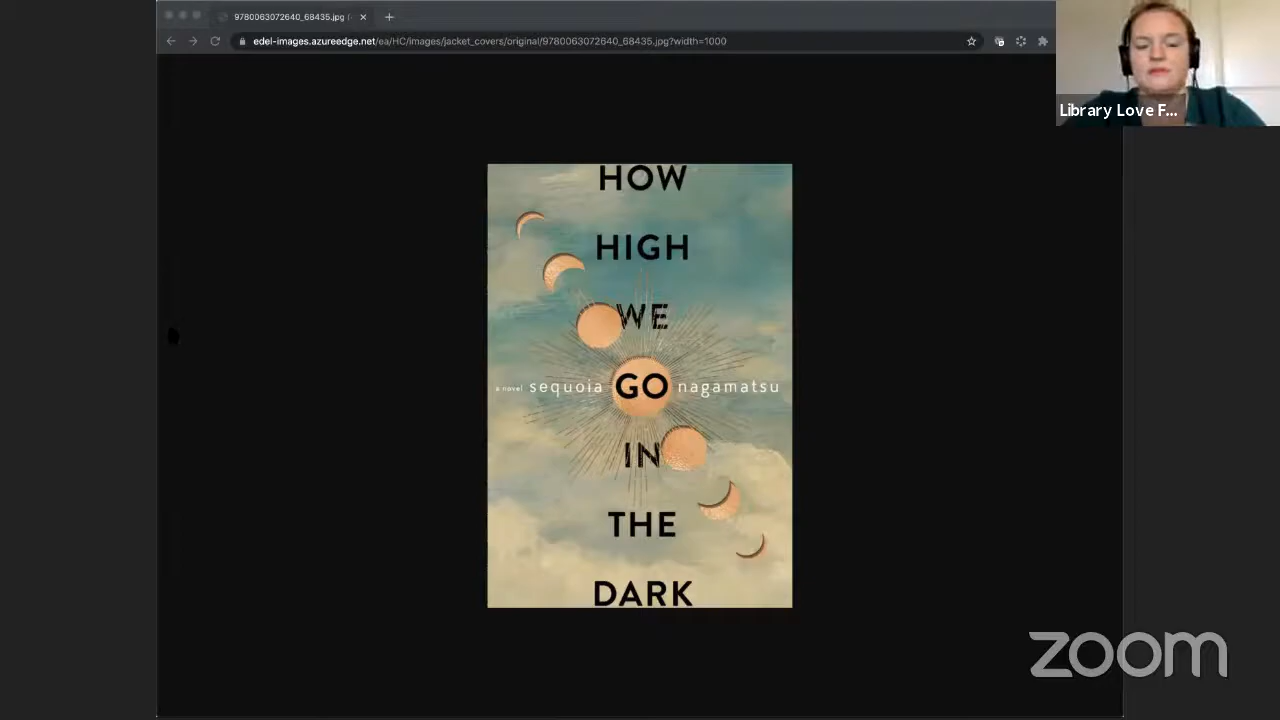 9780063072640_68435.jpg (
edel-images.azureedge.net/ea/HC/images/jacket_covers/original/9780063072640_68435.jpg?width=1000
Library Love F...
HOW
HIGH
WE
a novel sequoia GO nagamatsu
IN
THE
DARK
zoom